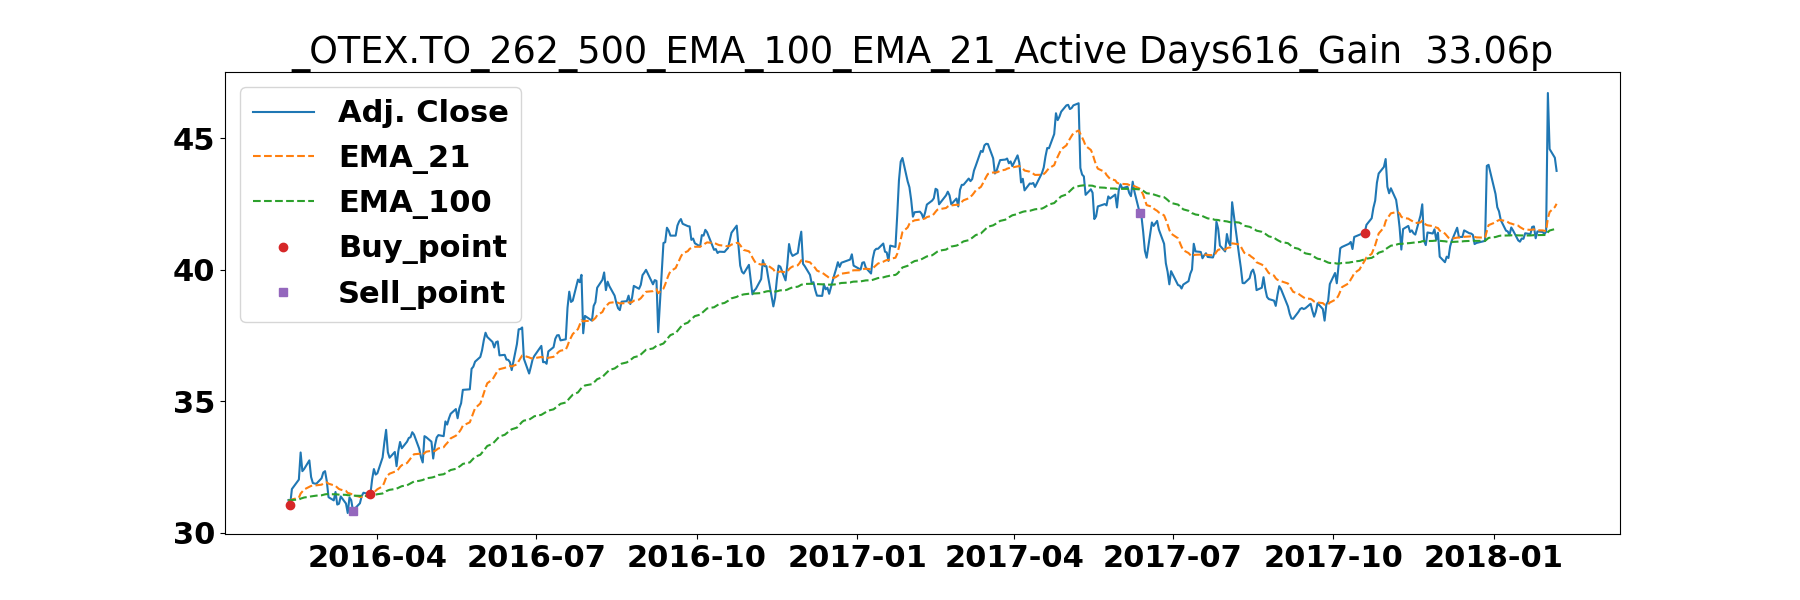 _OTEX.TO_262_500_EMA_100_EMA_21_Active Days616_Gain  33.06p
Adj. Close
EMA_21
EMA_100
Buy_point
Sell_point
45
40
35
30
2016-04 2016-07 2016-10 2017-01 2017-04 2017-07 2017-10 2018-01